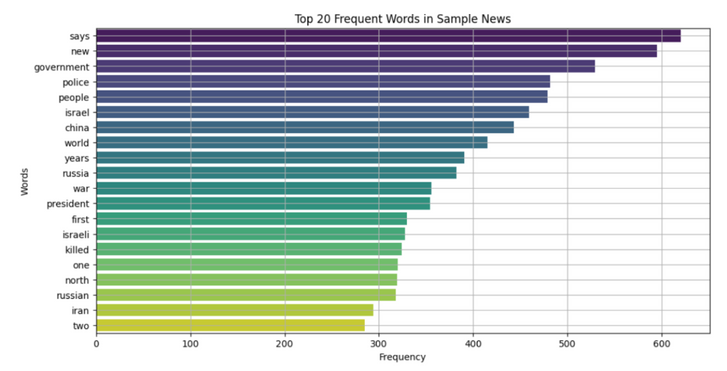 Top 20 Frequent Words in Sample News
says
new
government
police
people
israel
china
world
years
russia
war
president
first
israeli
killed
one
north
russian
iran
two
Words
0 100 200 300 400 500 600
Frequency